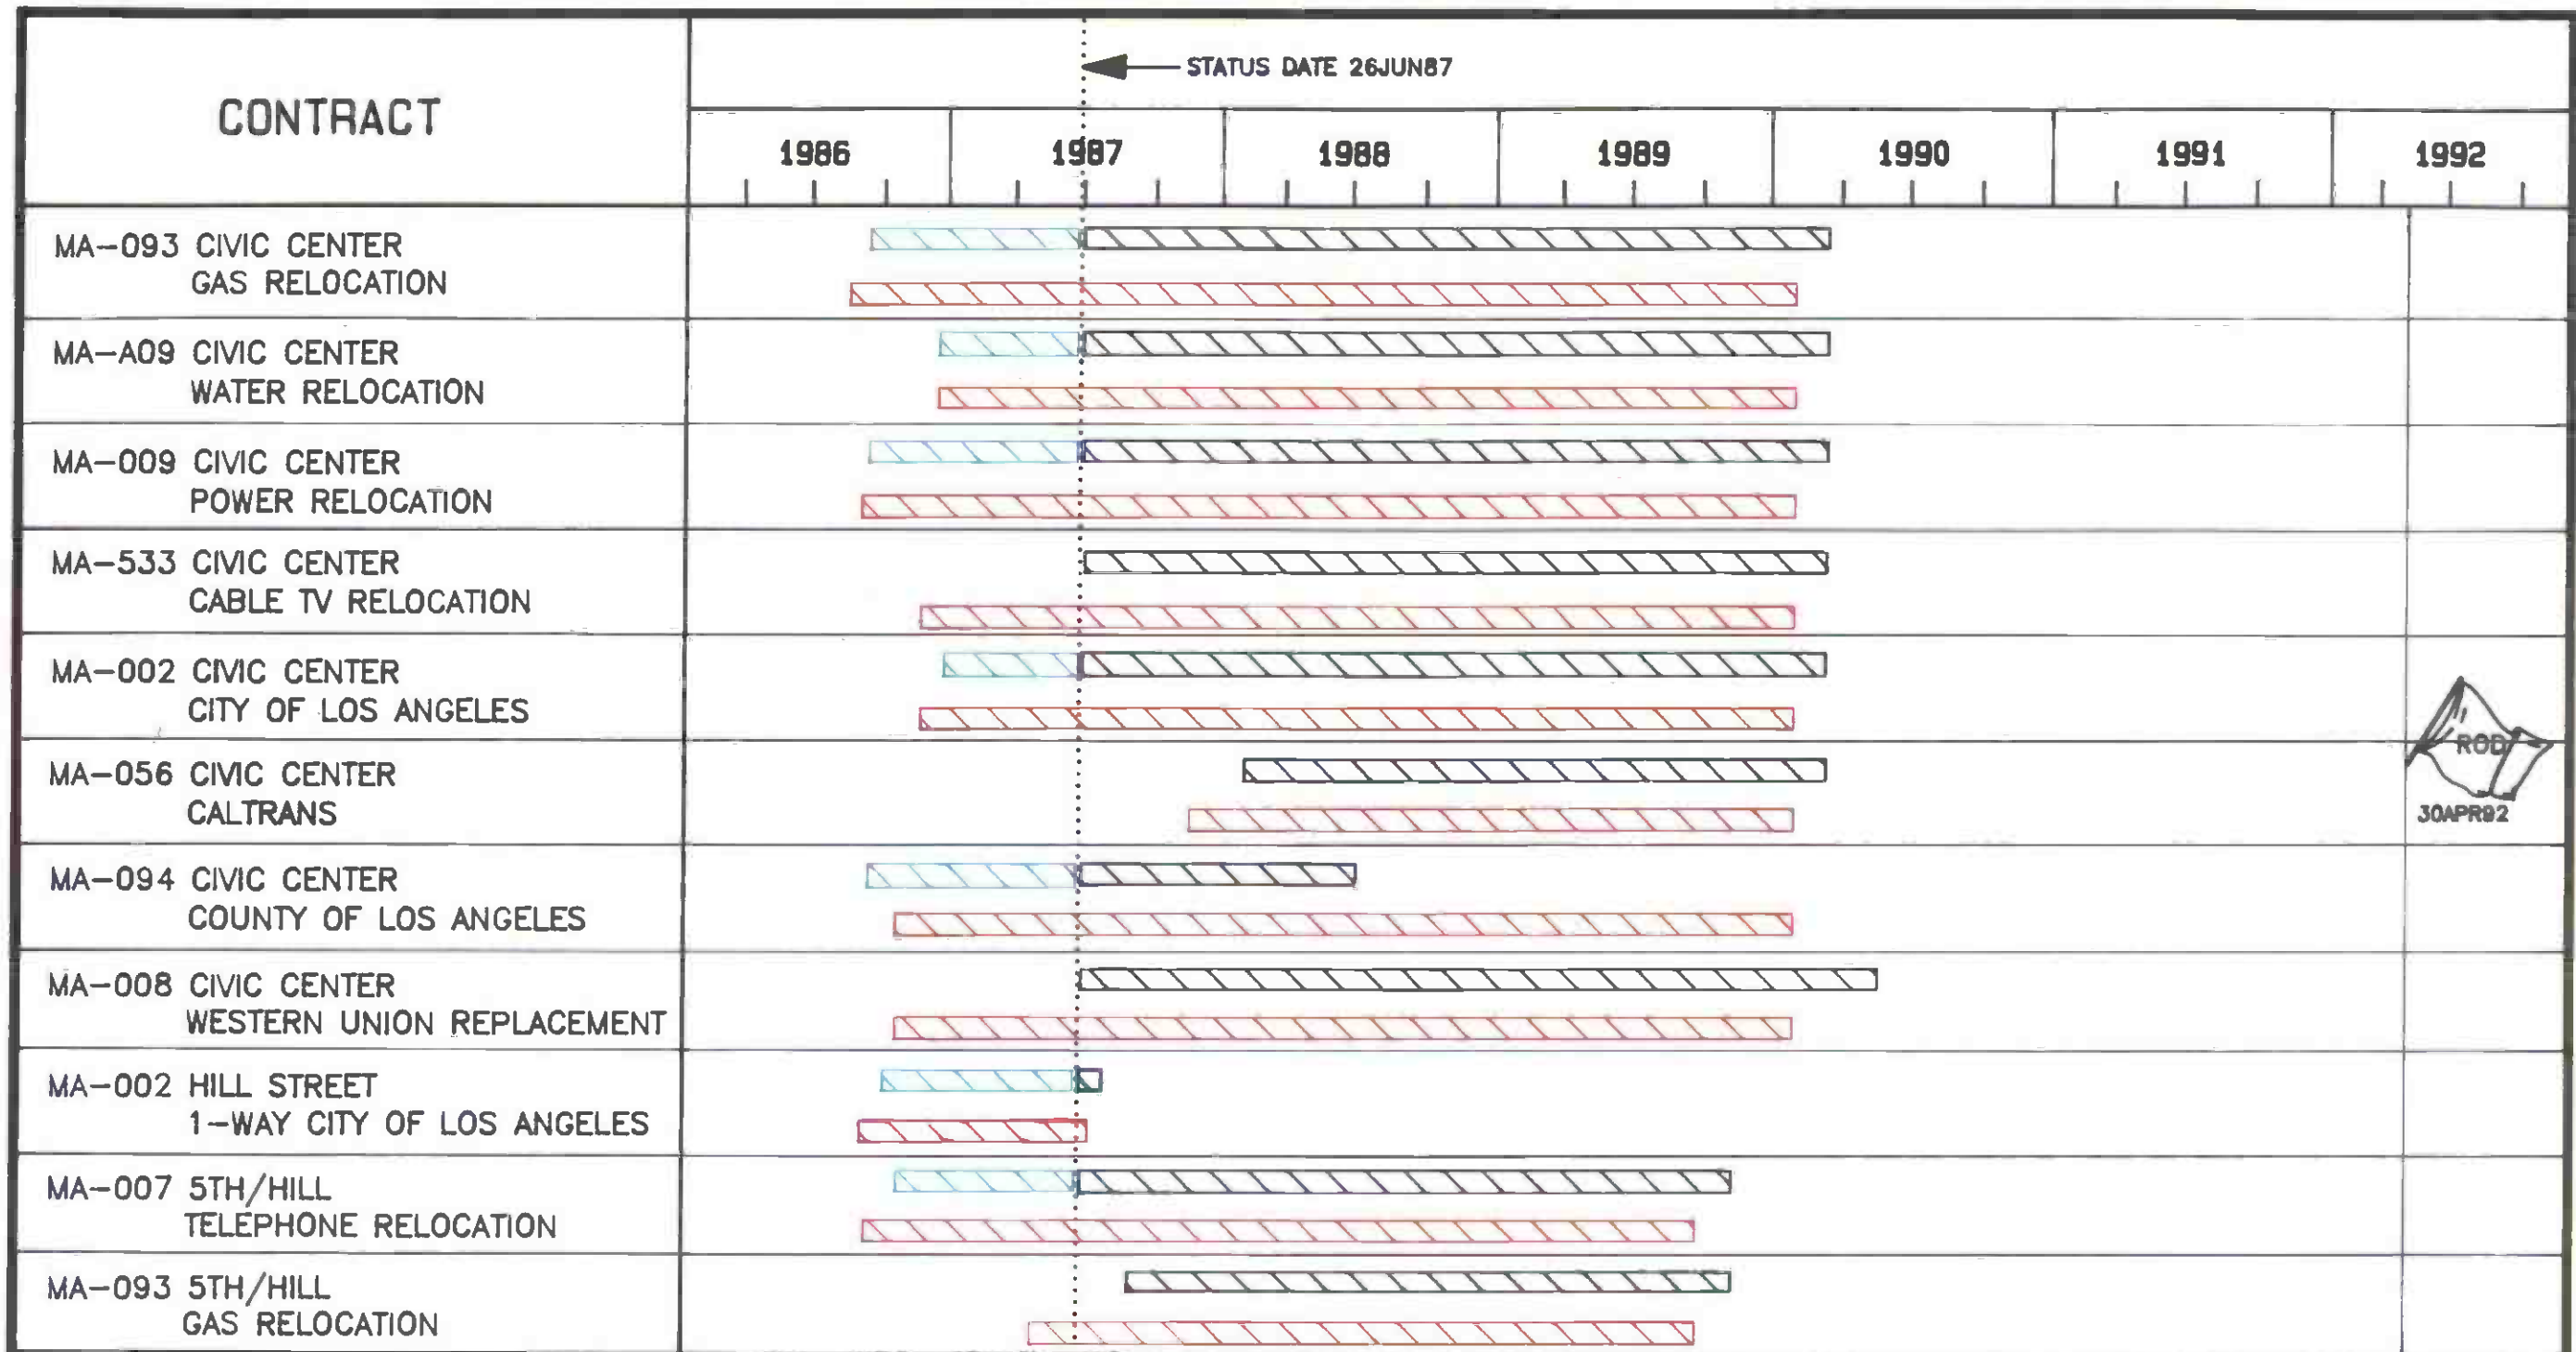 STATUS DATE 26JUN87
CONTRACT
1986 1987 1988 1989 1990 1991 1992
MA-093 CIVIC CENTER
GAS RELOCATION
MA-A09 CIVIC CENTER
WATER RELOCATION
MA-009 CIVIC CENTER
POWER RELOCATION
MA-533 CIVIC CENTER
CABLE TV RELOCATION
MA-002 CIVIC CENTER
CITY OF LOS ANGELES
ROD
MA-056 CIVIC CENTER
CALTRANS
30APR92
MA-094 CIVIC CENTER
COUNTY OF LOS ANGELES
MA-008 CIVIC CENTER
WESTERN UNION REPLACEMENT
MA-002 HILL STREET
1-WAY CITY OF LOS ANGELES
MA-007 5TH/HILL
TELEPHONE RELOCATION
MA-093 5TH/HILL
GAS RELOCATION